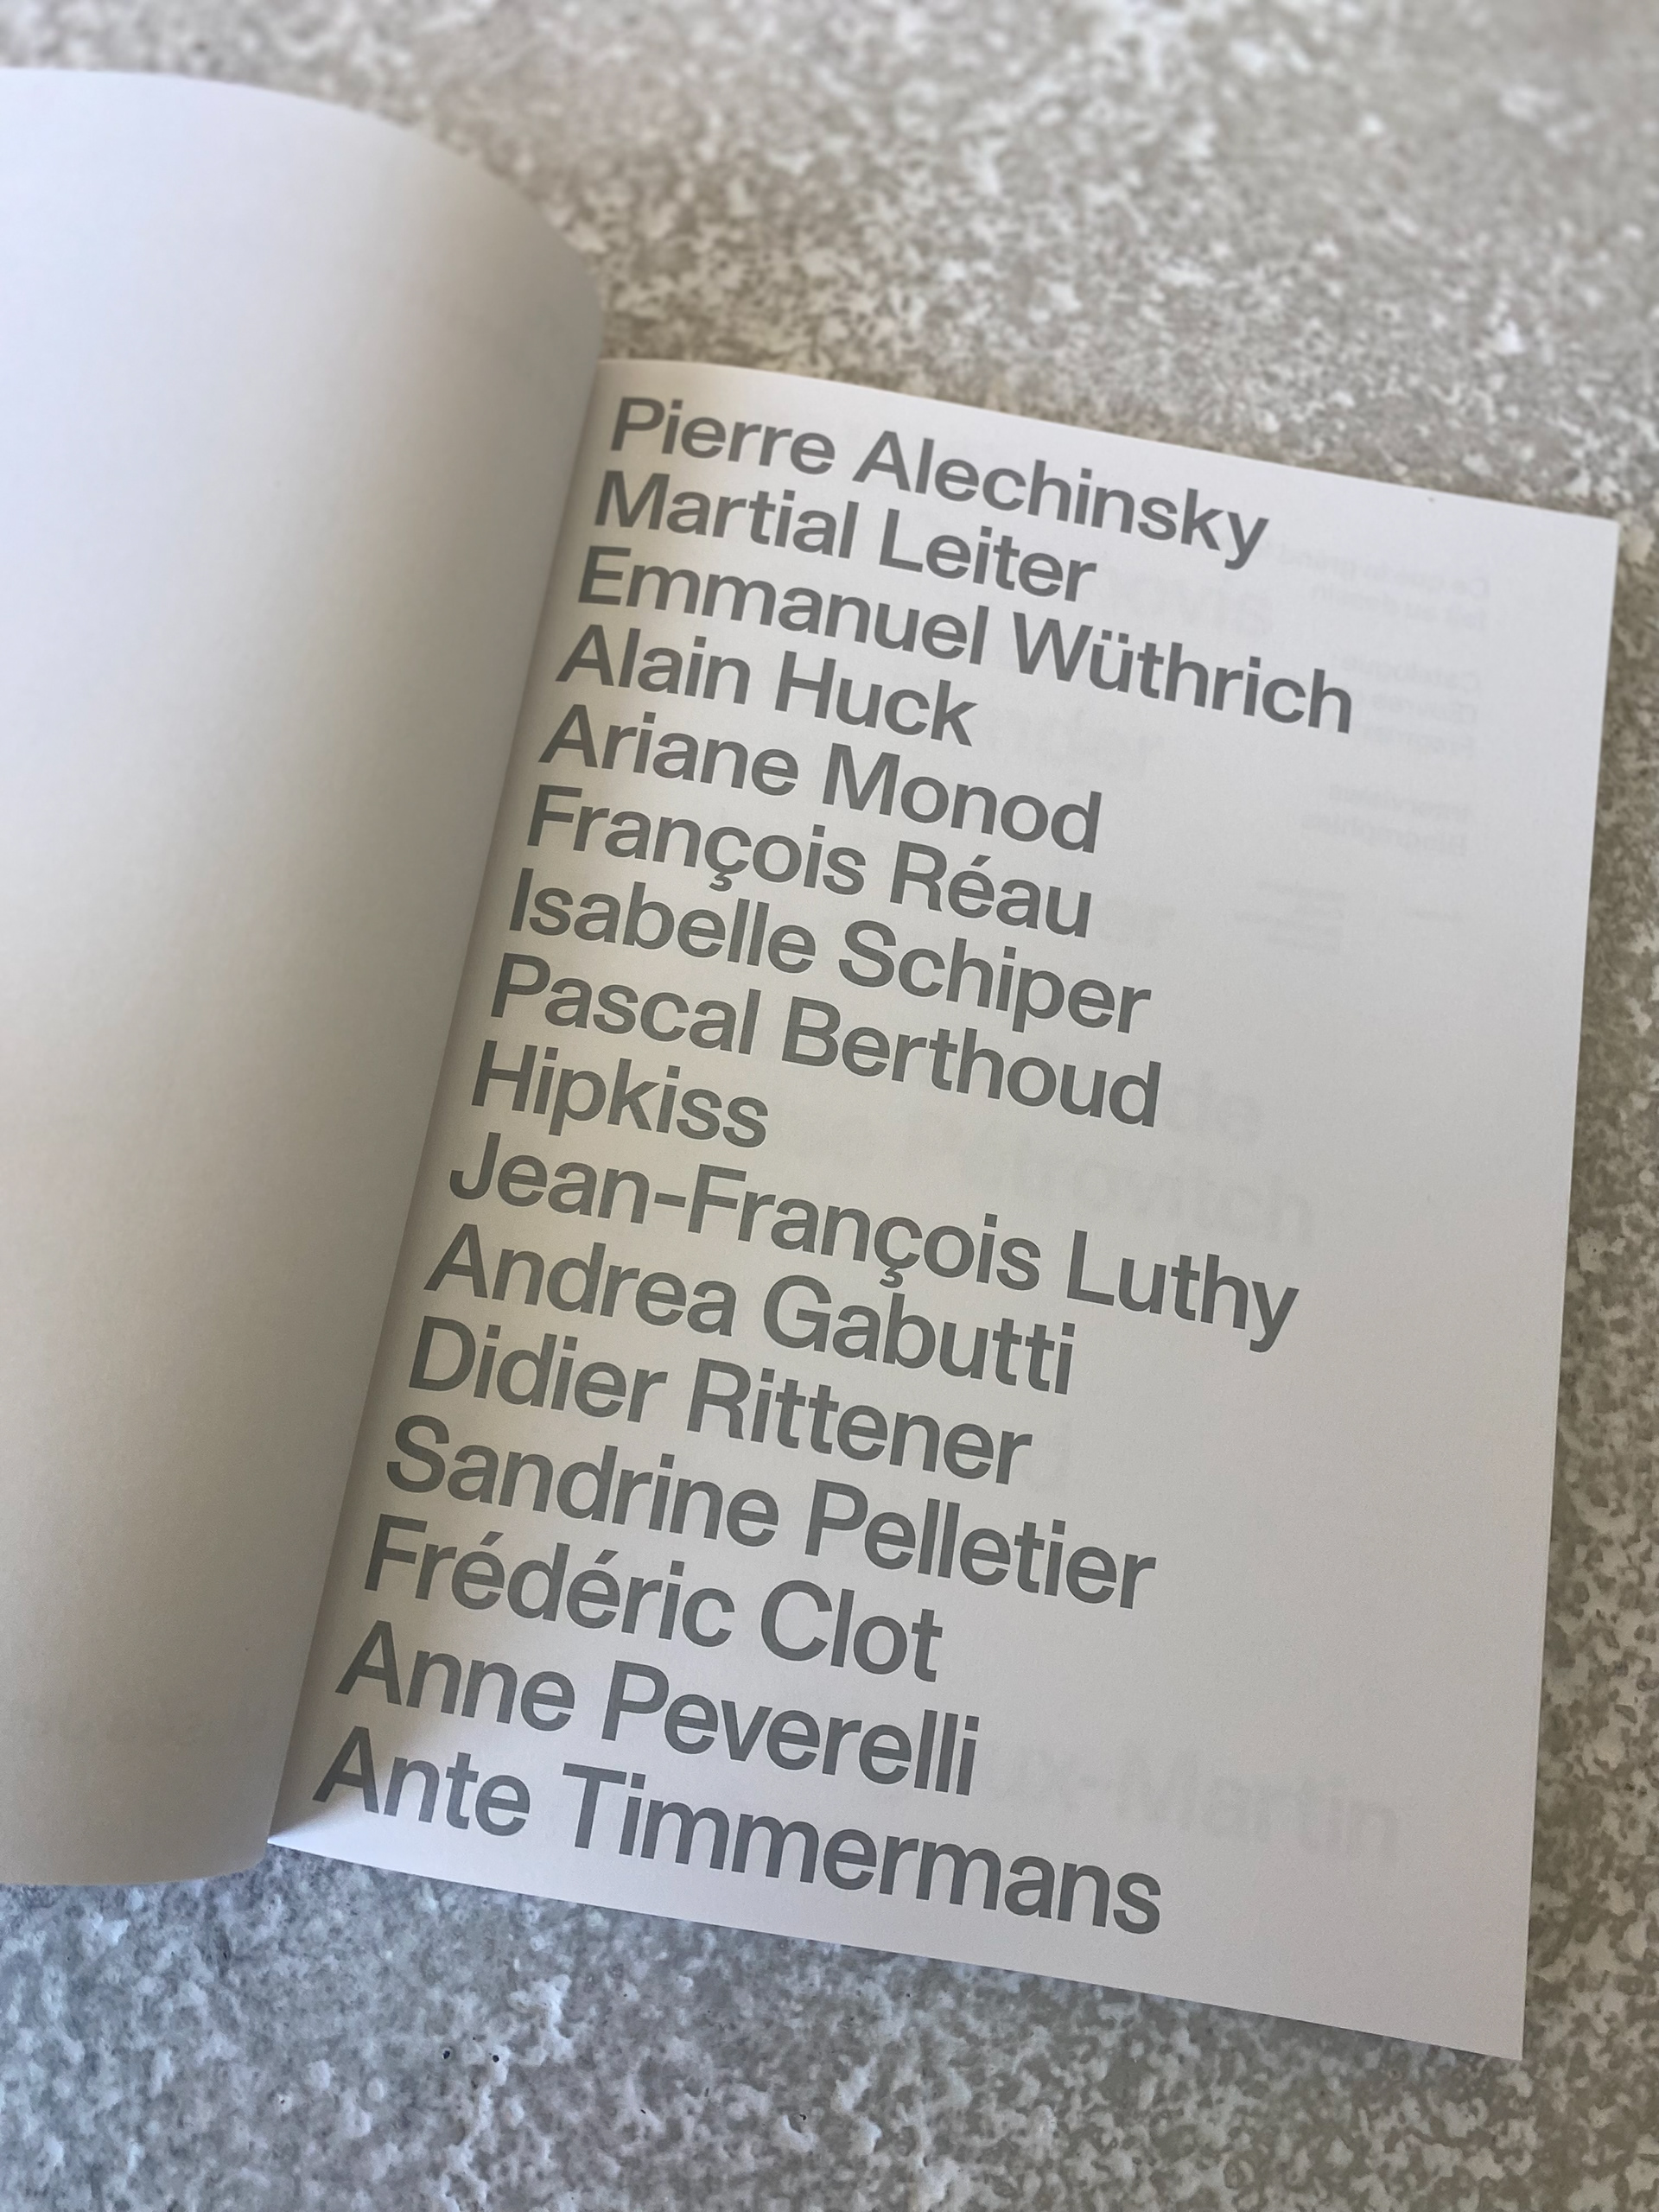 Pierre Alechinsky
Martial Leiter
Emmanuel Wüthrich
Alain Huck
Ariane Monod
François Réau
Isabelle Schiper
Pascal Berthoud
Hipkiss
Jean-François Luthy
Andrea Gabutti
Didier Rittener
Sandrine Pelletier
Frédéric Clot
Anne Peverelli
Ante Timmermans